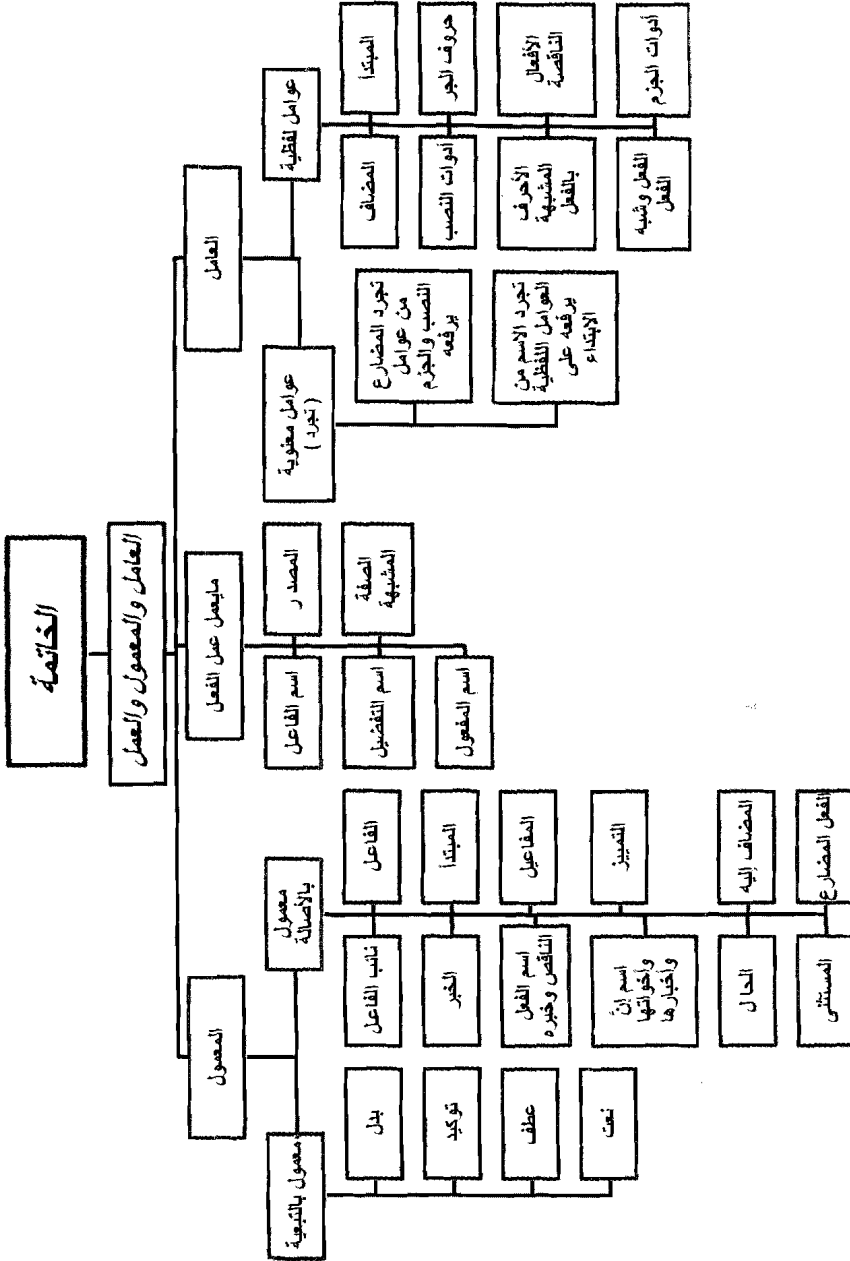 الخاتمة
العامل والمعمول والعمل
العامل
عوامل لفظية
المبتدأ
المضاف
حروف الجر
أدوات النصب
الأفعال
الناقصة
الأحرف
المشبهة
بالفعل
أدوات الجزم
الفعل وشبه
الفعل
عوامل معنوية
( تجرد )
تجرد المضارع
من عوامل
النصب والجزم
يرفعه
تجرد الاسم من
العوامل اللفظية
يرفعه على
الابتداء
مايعمل عمل الفعل
المصدر
اسم الفاعل
الصفة
المشبهة
اسم التفضيل
اسم المفعول
المعمول
معمول
بالأصالة
الفاعل
نائب الفاعل
المبتدأ
الخبر
المفاعيل
اسم الفعل
الناقص وخبره
التمييز
اسم إنّ
وأخواتها
وأخبارها
المضاف إليه
الحال
الفعل المضارع
المستثنى
معمول بالتبعية
بدل
توكيد
عطف
نعت